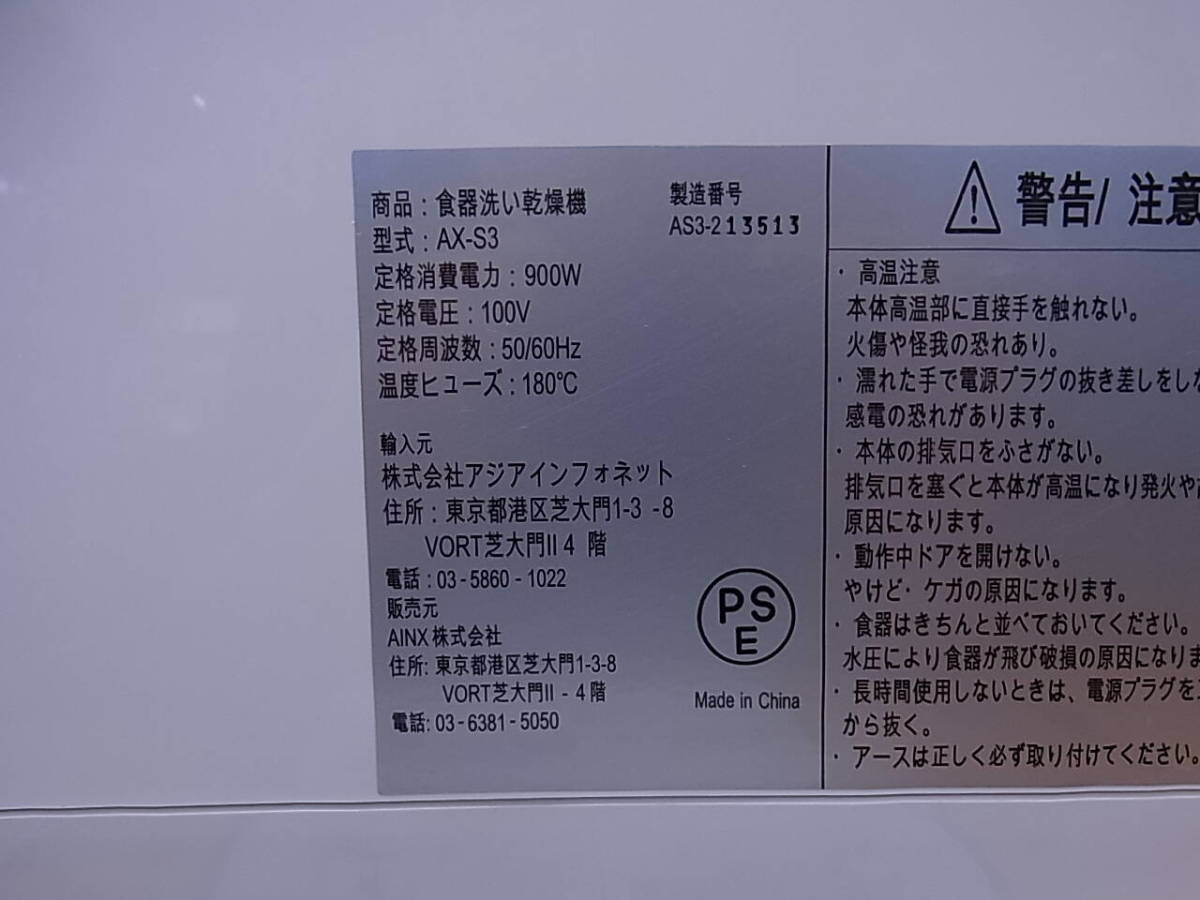 商品：食器洗い乾燥機
型式：AX-S3
定格消費電力：900W
定格電圧：100V
定格周波数：50/60Hz
温度ヒューズ：180℃
製造番号
AS3-213513
輸入元
株式会社アジアインフォネット
住所：東京都港区芝大門1-3 -8
VORT芝大門II 4 階
電話：03-5860-1022
販売元
AINX株式会社
住所: 東京都港区芝大門1-3-8
VORT芝大門II - 4階
電話: 03-6381-5050
PS
E
Made in China
警告/ 注意
・高温注意
本体高温部に直接手を触れない。
火傷や怪我の恐れあり。
・濡れた手で電源プラグの抜き差しをしな
感電の恐れがあります。
・本体の排気口をふさがない。
排気口を塞ぐと本体が高温になり発火や
原因になります。
・動作中ドアを開けない。
やけど・ケガの原因になります。
・食器はきちんと並べておいてください。
水圧により食器が飛び破損の原因になりま
・長時間使用しないときは、電源プラグを
から抜く。
・アースは正しく必ず取り付けてください。